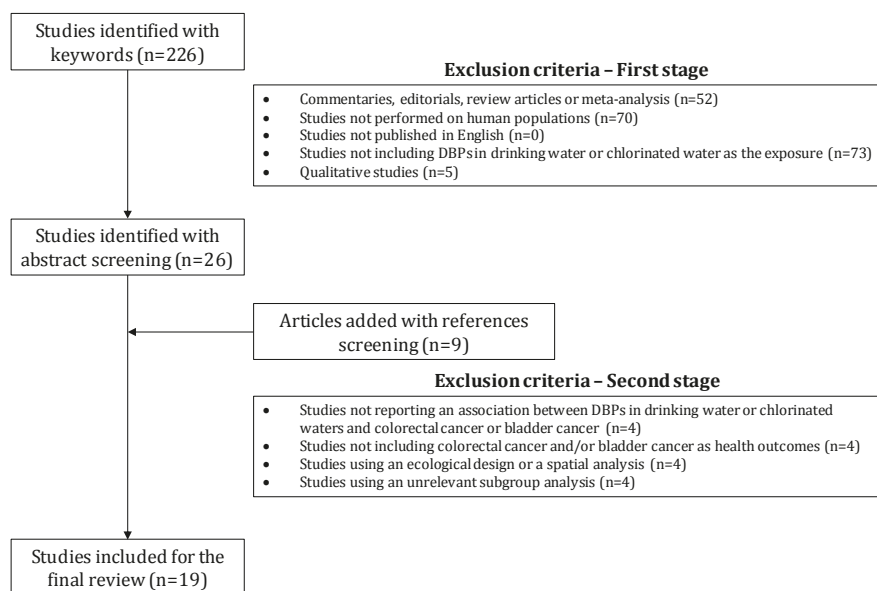 Studies identified with
keywords (n=226)
Exclusion criteria – First stage
• Commentaries, editorials, review articles or meta-analysis (n=52)
• Studies not performed on human populations (n=70)
• Studies not published in English (n=0)
• Studies not including DBPs in drinking water or chlorinated water as the exposure (n=73)
• Qualitative studies (n=5)
Studies identified with
abstract screening (n=26)
Articles added with references
screening (n=9)
Exclusion criteria – Second stage
• Studies not reporting an association between DBPs in drinking water or chlorinated
waters and colorectal cancer or bladder cancer (n=4)
• Studies not including colorectal cancer and/or bladder cancer as health outcomes (n=4)
• Studies using an ecological design or a spatial analysis (n=4)
• Studies using an unrelevant subgroup analysis (n=4)
Studies included for the
final review (n=19)